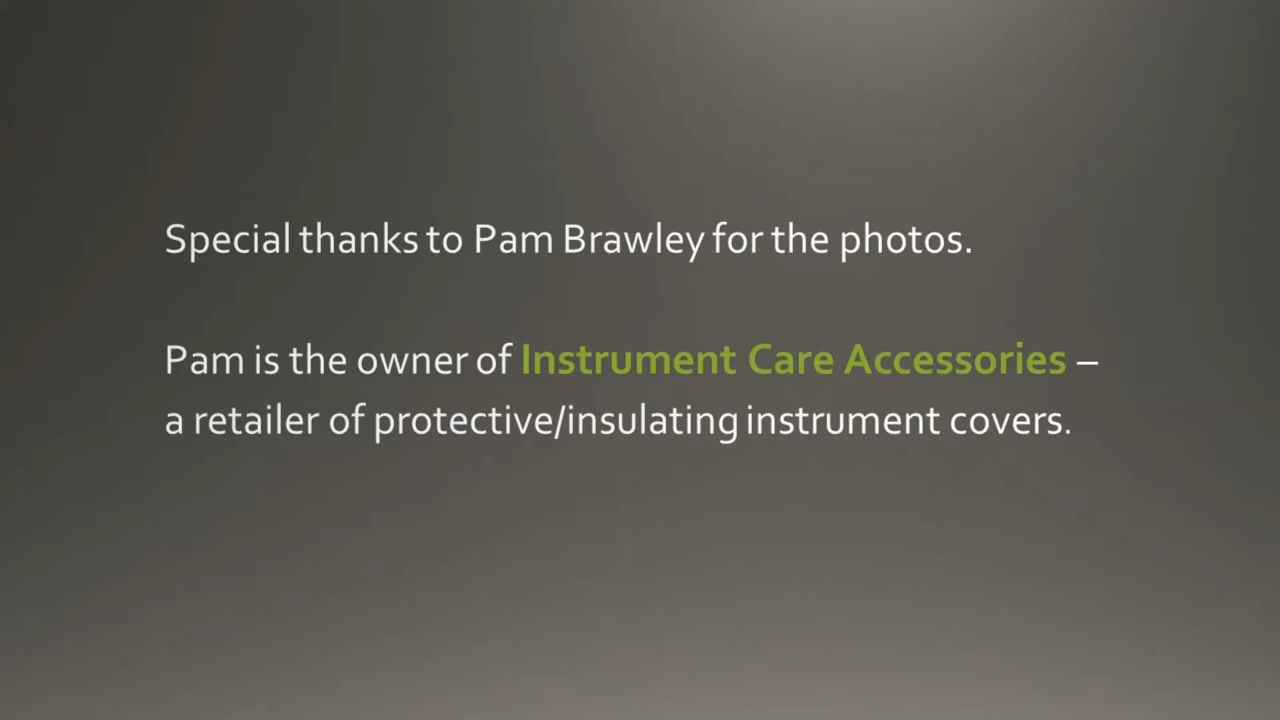 Special thanks to Pam Brawley for the photos.
Pam is the owner of Instrument Care Accessories –
a retailer of protective/insulating instrument covers.